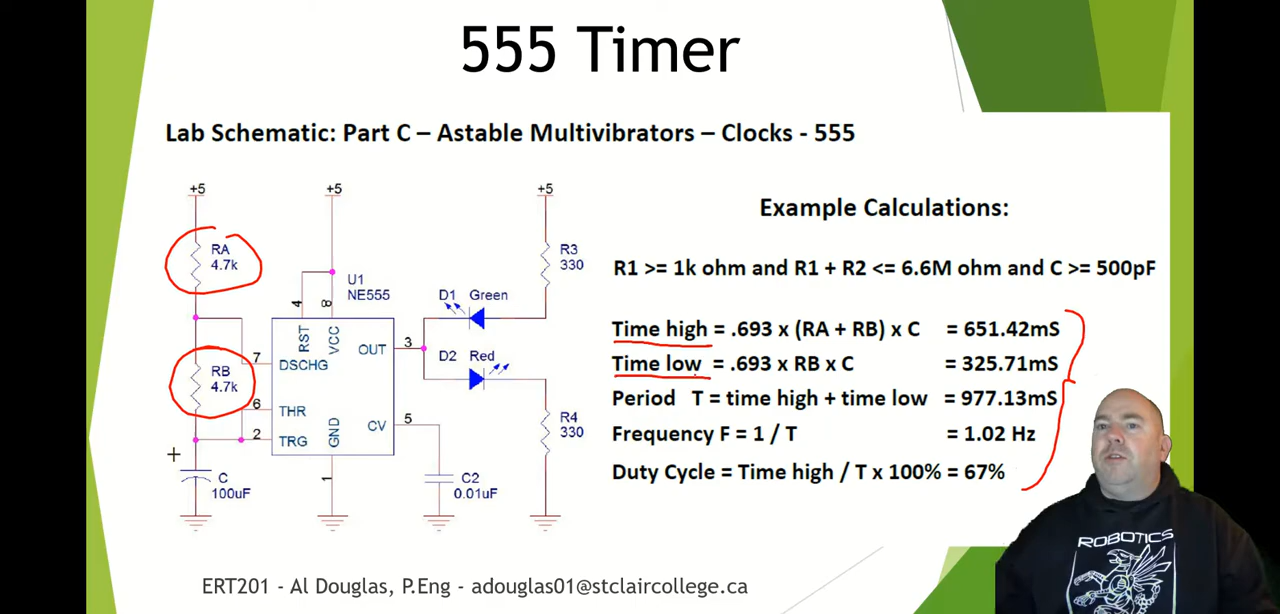 555 Timer
Lab Schematic: Part C – Astable Multivibrators – Clocks - 555
+5
+5
+5
RA
4.7k
R3
330
U1
NE555
D1 Green
4
8
RST
VCC
OUT
3
7
DSCHG
D2 Red
RB
4.7k
6
THR
2
TRG
GND
CV
5
R4
330
+
C
100uF
1
C2
0.01uF
Example Calculations:
R1 >= 1k ohm and R1 + R2 <= 6.6M ohm and C >= 500pF
Time high = .693 x (RA + RB) x C = 651.42mS
Time low = .693 x RB x C = 325.71mS
Period T = time high + time low = 977.13mS
Frequency F = 1 / T = 1.02 Hz
Duty Cycle = Time high / T x 100% = 67%
ROBOTICS
ERT201 - Al Douglas, P.Eng - adouglas01@stclaircollege.ca